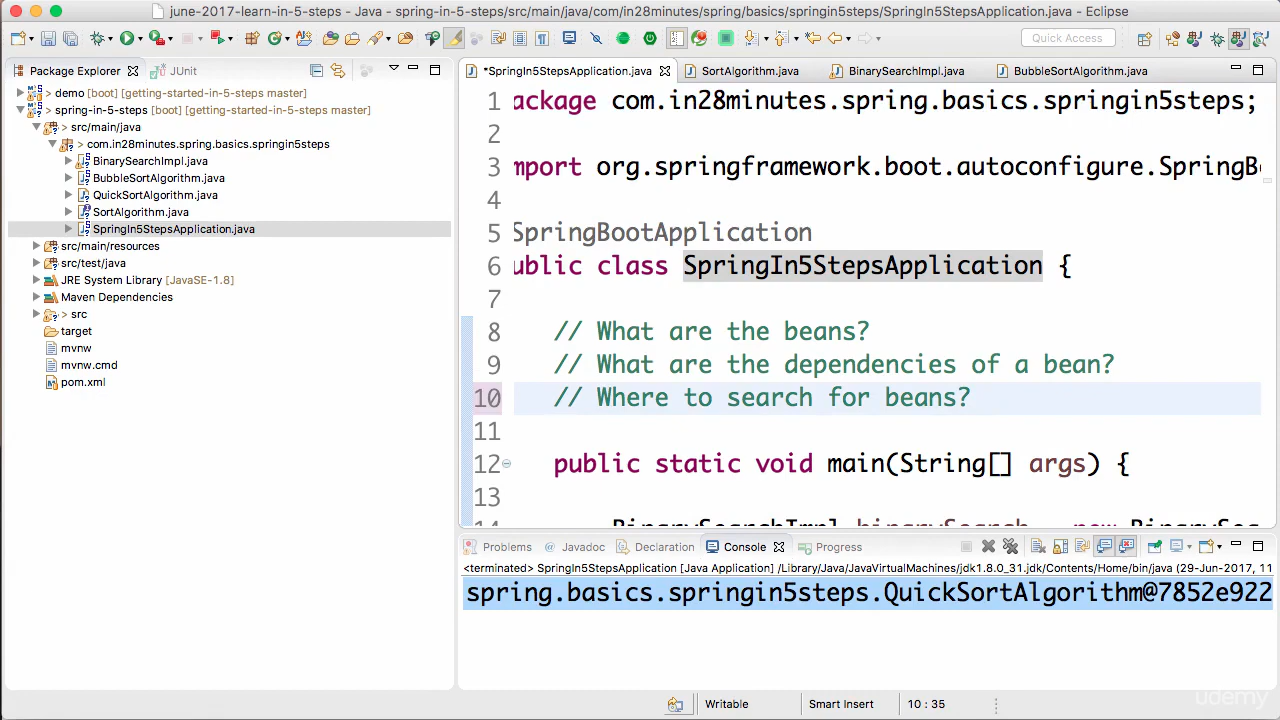 june-2017-learn-in-5-steps - Java - spring-in-5-steps/src/main/java/com/in28minutes/spring/basics/springin5steps/SpringIn5StepsApplication.java - Eclipse
Quick Access
Package Explorer
JUnit
> demo [boot] [getting-started-in-5-steps master]
> spring-in-5-steps [boot] [getting-started-in-5-steps master]
> src/main/java
> com.in28minutes.spring.basics.springin5steps
BinarySearchImpl.java
BubbleSortAlgorithm.java
QuickSortAlgorithm.java
SortAlgorithm.java
SpringIn5StepsApplication.java
src/main/resources
src/test/java
JRE System Library [JavaSE-1.8]
Maven Dependencies
> src
target
mvnw
mvnw.cmd
pom.xml
*SpringIn5StepsApplication.java
SortAlgorithm.java
BinarySearchImpl.java
BubbleSortAlgorithm.java
1 ackage com.in28minutes.spring.basics.springin5steps;
2
3 mport org.springframework.boot.autoconfigure.SpringBo
4
5 SpringBootApplication
6 ublic class SpringIn5StepsApplication {
7
8 // What are the beans?
9 // What are the dependencies of a bean?
10 // Where to search for beans?
11
12 public static void main(String[] args) {
13
14 BinarySearchImpl binarySearch = new BinarySea
Problems
Javadoc
Declaration
Console
Progress
<terminated> SpringIn5StepsApplication [Java Application] /Library/Java/JavaVirtualMachines/jdk1.8.0_31.jdk/Contents/Home/bin/java (29-Jun-2017, 11
spring.basics.springin5steps.QuickSortAlgorithm@7852e922
Writable
Smart Insert
10 : 35
udemy